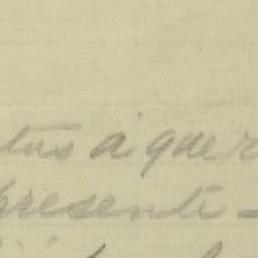 tus á que r
presente -